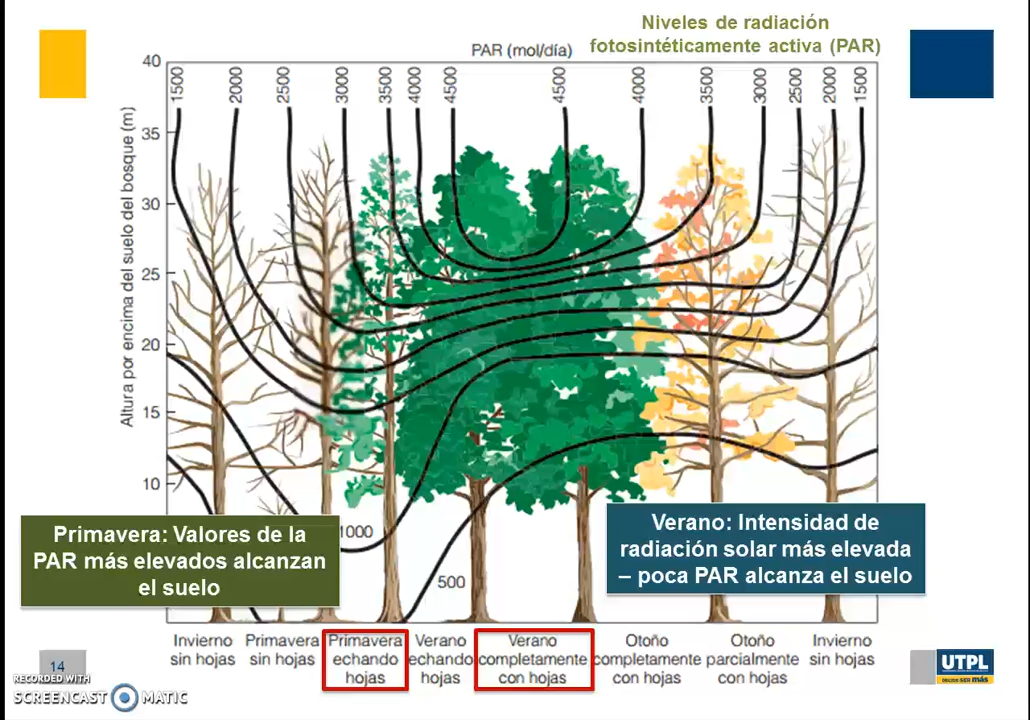 Niveles de radiación
fotosintéticamente activa (PAR)
PAR (mol/día)
1500 2000 2500 3000 3500 4000 4500 4500 4000 3500 3000 2500 2000 1500
Altura por encima del suelo del bosque (m)
40
35
30
25
20
15
10
1000
500
Primavera: Valores de la
PAR más elevados alcanzan
el suelo
Verano: Intensidad de
radiación solar más elevada
– poca PAR alcanza el suelo
Invierno
sin hojas
Primavera
sin hojas
Primavera
echando
hojas
Verano
echando
hojas
Verano
completamente
con hojas
Otoño
completamente
con hojas
Otoño
parcialmente
con hojas
Invierno
sin hojas
14
RECORDED WITH
SCREENCAST MATIC
UTPL